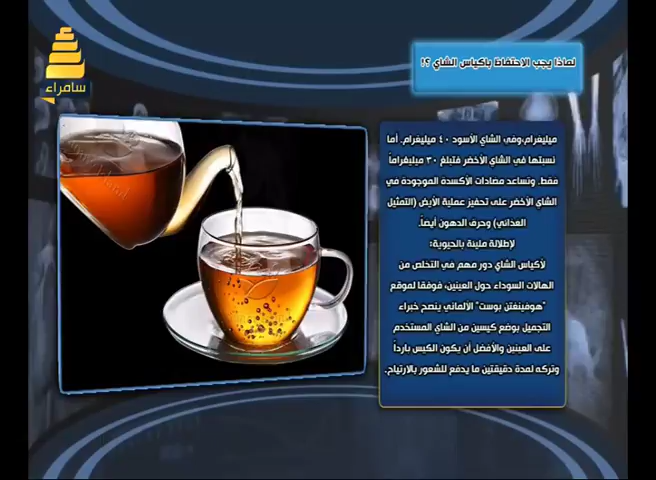 سامراء
لماذا يجب الاحتفاظ باكياس الشاي ؟!
ميليغرام،وفي الشاي الأسود ٤٠ ميليغرام. أما
نسبتها في الشاي الأخضر فتبلغ ٣٠ ميليغراماً
فقط. وتساعد مضادات الأكسدة الموجودة في
الشاي الأخضر على تحفيز عملية الأيض (التمثيل
الغذائي) وحرق الدهون أيضاً.
لإطلالة مليئة بالحيوية:
لأكياس الشاي دور مهم في التخلص من
الهالات السوداء حول العينين، فوفقا لموقع
"هوفينغتن بوست" الألماني ينصح خبراء
التجميل بوضع كيسين من الشاي المستخدم
على العينين والأفضل أن يكون الكيس بارداً
وتركه لمدة دقيقتين ما يدفع للشعور بالارتياح.